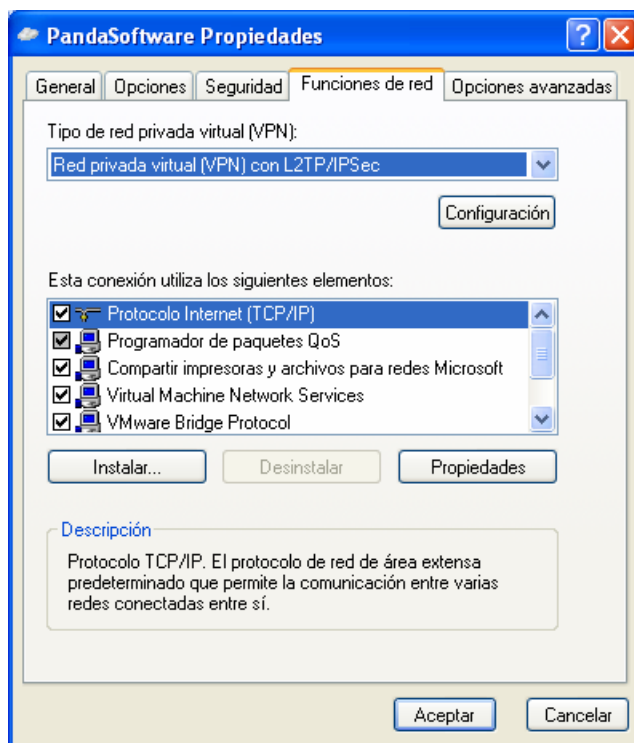 PandaSoftware Propiedades
General Opciones Seguridad Funciones de red Opciones avanzadas
Tipo de red privada virtual (VPN):
Red privada virtual (VPN) con L2TP/IPSec
Configuración
Esta conexión utiliza los siguientes elementos:
Protocolo Internet (TCP/IP)
Programador de paquetes QoS
Compartir impresoras y archivos para redes Microsoft
Virtual Machine Network Services
VMware Bridge Protocol
Instalar... Desinstalar Propiedades
Descripción
Protocolo TCP/IP. El protocolo de red de área extensa
predeterminado que permite la comunicación entre varias
redes conectadas entre sí.
Aceptar Cancelar